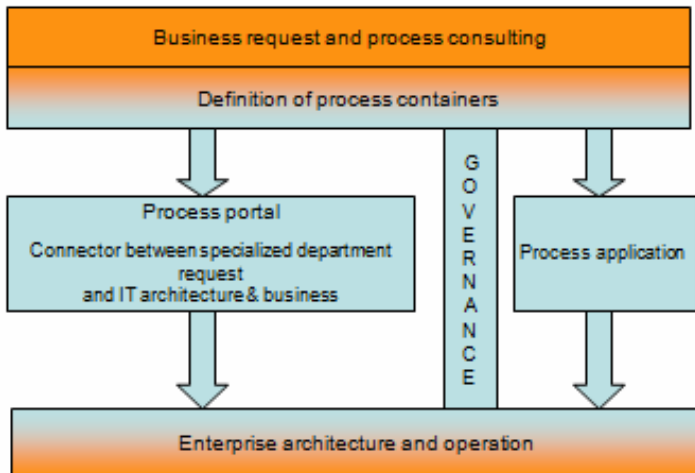 Business request and process consulting
Definition of process containers
Process portal
Connector between specialized department
request
and IT architecture & business
G
O
V
E
R
N
A
N
C
E
Process application
Enterprise architecture and operation